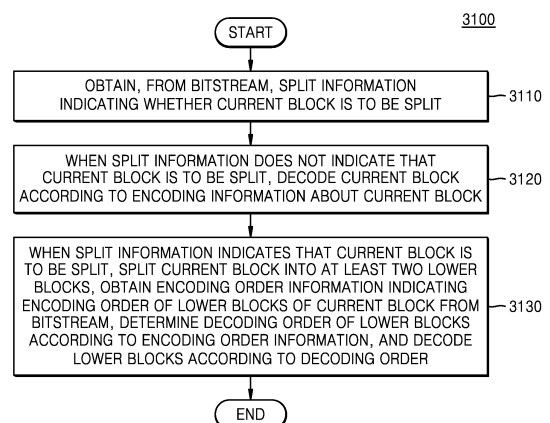 3100
START
OBTAIN, FROM BITSTREAM, SPLIT INFORMATION
INDICATING WHETHER CURRENT BLOCK IS TO BE SPLIT
3110
WHEN SPLIT INFORMATION DOES NOT INDICATE THAT
CURRENT BLOCK IS TO BE SPLIT, DECODE CURRENT BLOCK
ACCORDING TO ENCODING INFORMATION ABOUT CURRENT BLOCK
3120
WHEN SPLIT INFORMATION INDICATES THAT CURRENT BLOCK IS
TO BE SPLIT, SPLIT CURRENT BLOCK INTO AT LEAST TWO LOWER
BLOCKS, OBTAIN ENCODING ORDER INFORMATION INDICATING
ENCODING ORDER OF LOWER BLOCKS OF CURRENT BLOCK FROM
BITSTREAM, DETERMINE DECODING ORDER OF LOWER BLOCKS
ACCORDING TO ENCODING ORDER INFORMATION, AND DECODE
LOWER BLOCKS ACCORDING TO DECODING ORDER
3130
END